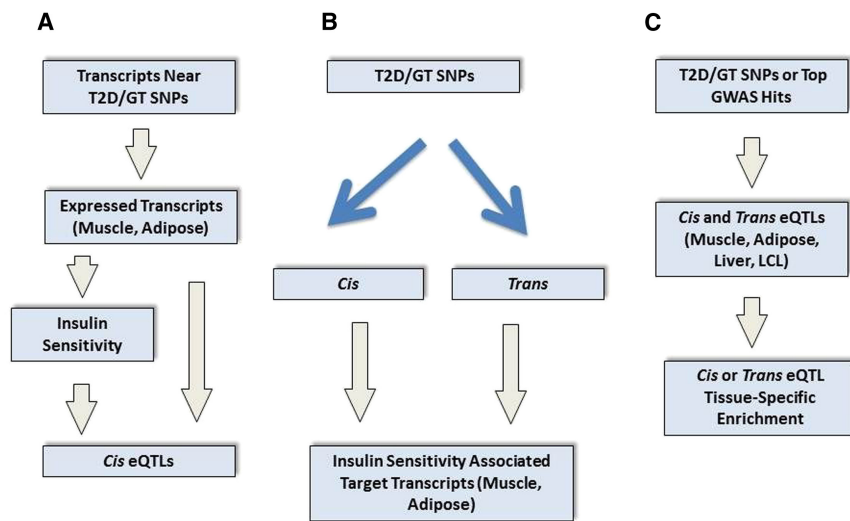 A
Transcripts Near
T2D/GT SNPs
Expressed Transcripts
(Muscle, Adipose)
Insulin
Sensitivity
Cis eQTLs
B
T2D/GT SNPs
Cis
Trans
Insulin Sensitivity Associated
Target Transcripts (Muscle,
Adipose)
C
T2D/GT SNPs or Top
GWAS Hits
Cis and Trans eQTLs
(Muscle, Adipose,
Liver, LCL)
Cis or Trans eQTL
Tissue-Specific
Enrichment